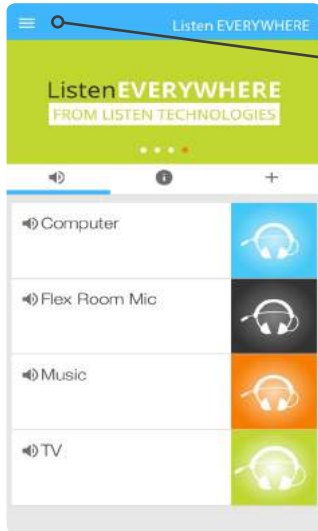 Listen EVERYWHERE
ListenEVERYWHERE
FROM LISTEN TECHNOLOGIES
Computer
Flex Room Mic
Music
TV